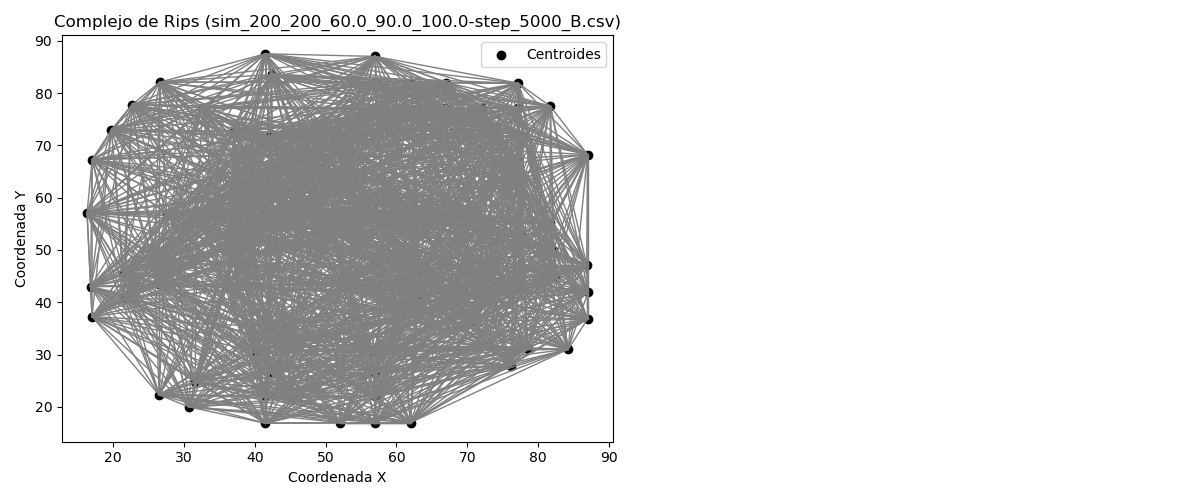 Complejo de Rips (sim_200_200_60.0_90.0_100.0-step_5000_B.csv)
Centroides
90
80
70
60
50
40
30
20
Coordenada Y
20 30 40 50 60 70 80 90
Coordenada X